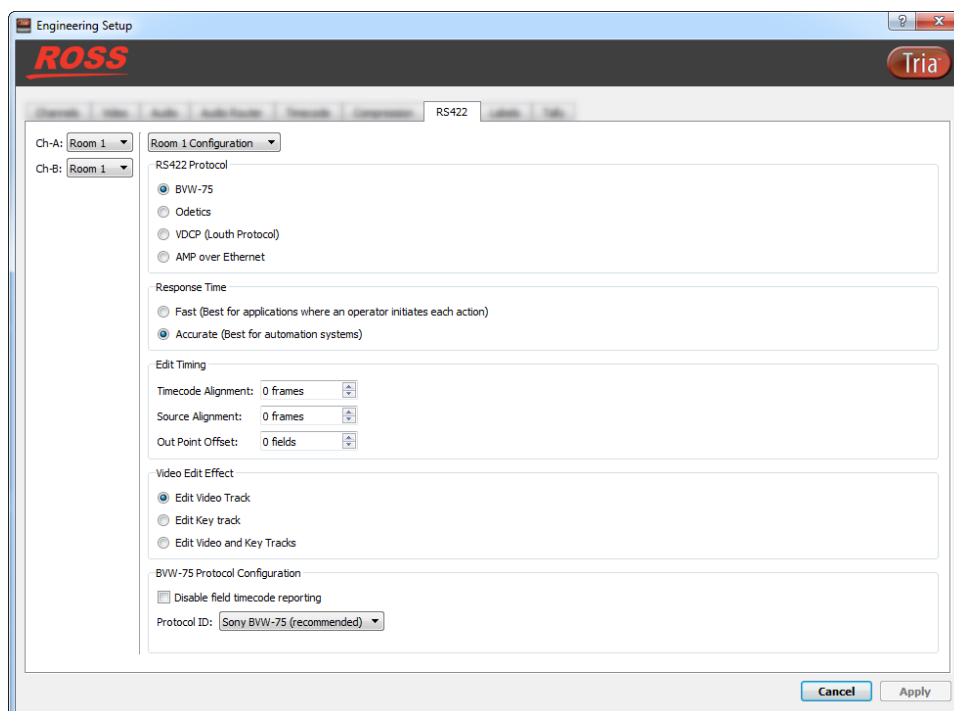 Engineering Setup
ROSS
Tria
RS422
Ch-A: Room 1
Room 1 Configuration
Ch-B: Room 1
RS422 Protocol
BVW-75
Odetics
VDCP (Louth Protocol)
AMP over Ethernet
Response Time
Fast (Best for applications where an operator initiates each action)
Accurate (Best for automation systems)
Edit Timing
Timecode Alignment: 0 frames
Source Alignment: 0 frames
Out Point Offset: 0 fields
Video Edit Effect
Edit Video Track
Edit Key track
Edit Video and Key Tracks
BVW-75 Protocol Configuration
Disable field timecode reporting
Protocol ID: Sony BVW-75 (recommended)
Cancel Apply